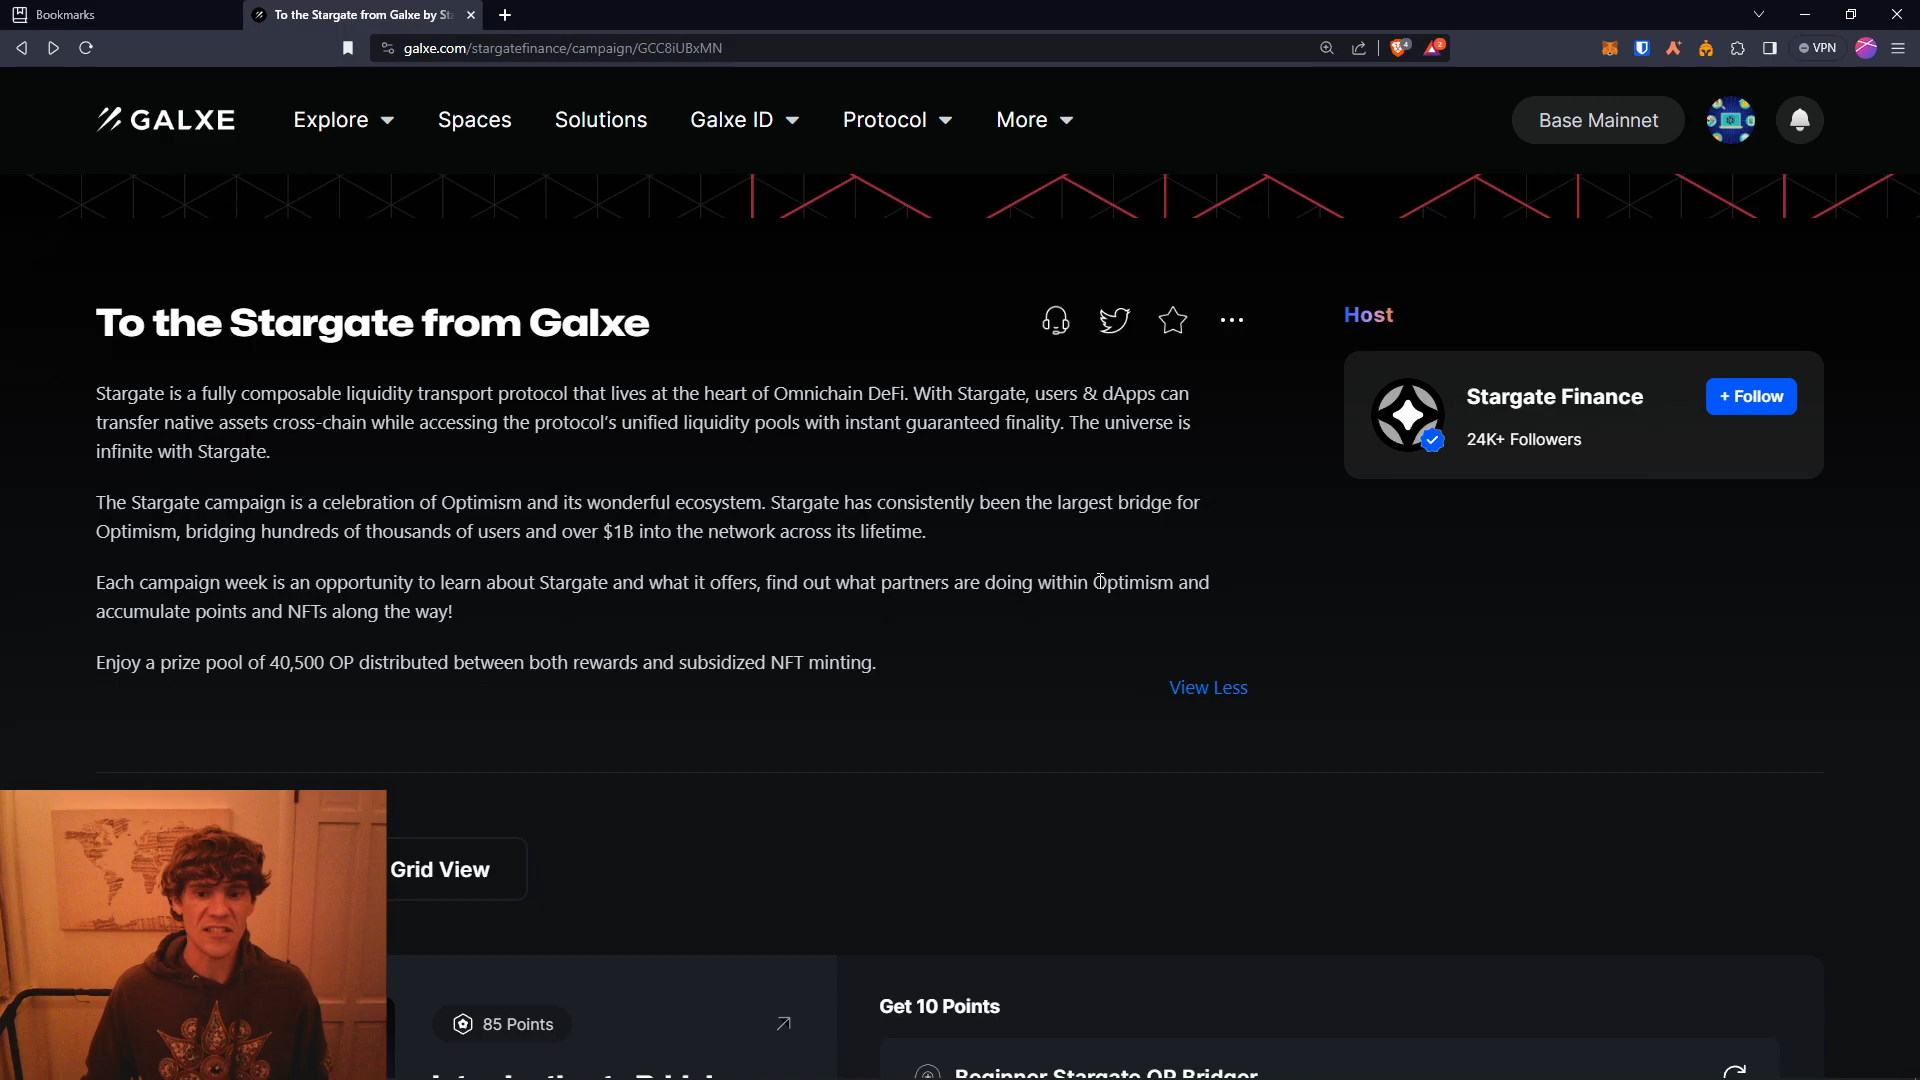 Bookmarks
To the Stargate from Galxe by St
galxe.com/stargatefinance/campaign/GCC8iUBxMN
4
2
VPN
GALXE
Explore
Spaces
Solutions
Galxe ID
Protocol
More
Base Mainnet
To the Stargate from Galxe
Host
Stargate Finance
24K+ Followers
+ Follow
Stargate is a fully composable liquidity transport protocol that lives at the heart of Omnichain DeFi. With Stargate, users & dApps can
transfer native assets cross-chain while accessing the protocol's unified liquidity pools with instant guaranteed finality. The universe is
infinite with Stargate.
The Stargate campaign is a celebration of Optimism and its wonderful ecosystem. Stargate has consistently been the largest bridge for
Optimism, bridging hundreds of thousands of users and over $1B into the network across its lifetime.
Each campaign week is an opportunity to learn about Stargate and what it offers, find out what partners are doing within Optimism and
accumulate points and NFTs along the way!
Enjoy a prize pool of 40,500 OP distributed between both rewards and subsidized NFT minting.
View Less
Grid View
85 Points
Get 10 Points
Beginner Stargate OP Bridger